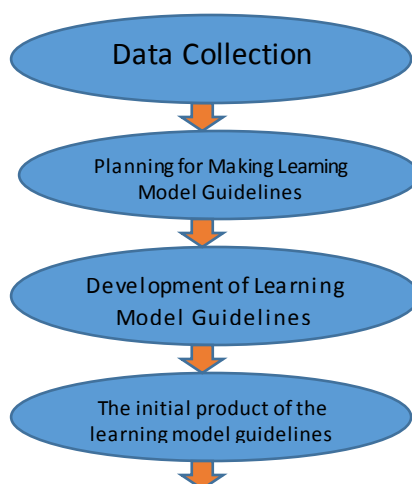 Data Collection
Planning for Making Learning
Model Guidelines
Development of Learning
Model Guidelines
The initial product of the
learning model guidelines